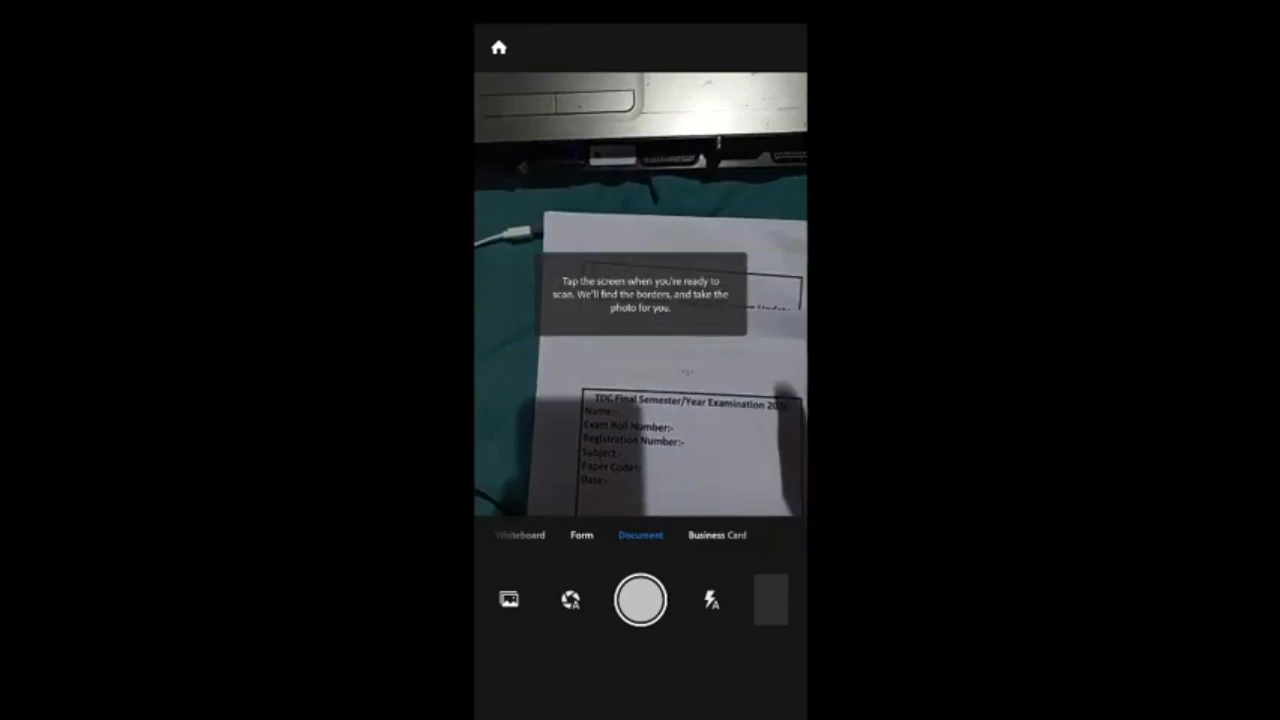 Tap the screen when you're ready to
scan. We'll find the borders, and take the
photo for you.
TDC Final Semester/Year Examination
Name:-
Exam Roll Number:-
Registration Number:-
Subject:-
Paper Code:-
Date:-
Whiteboard Form Document Business Card
A
A